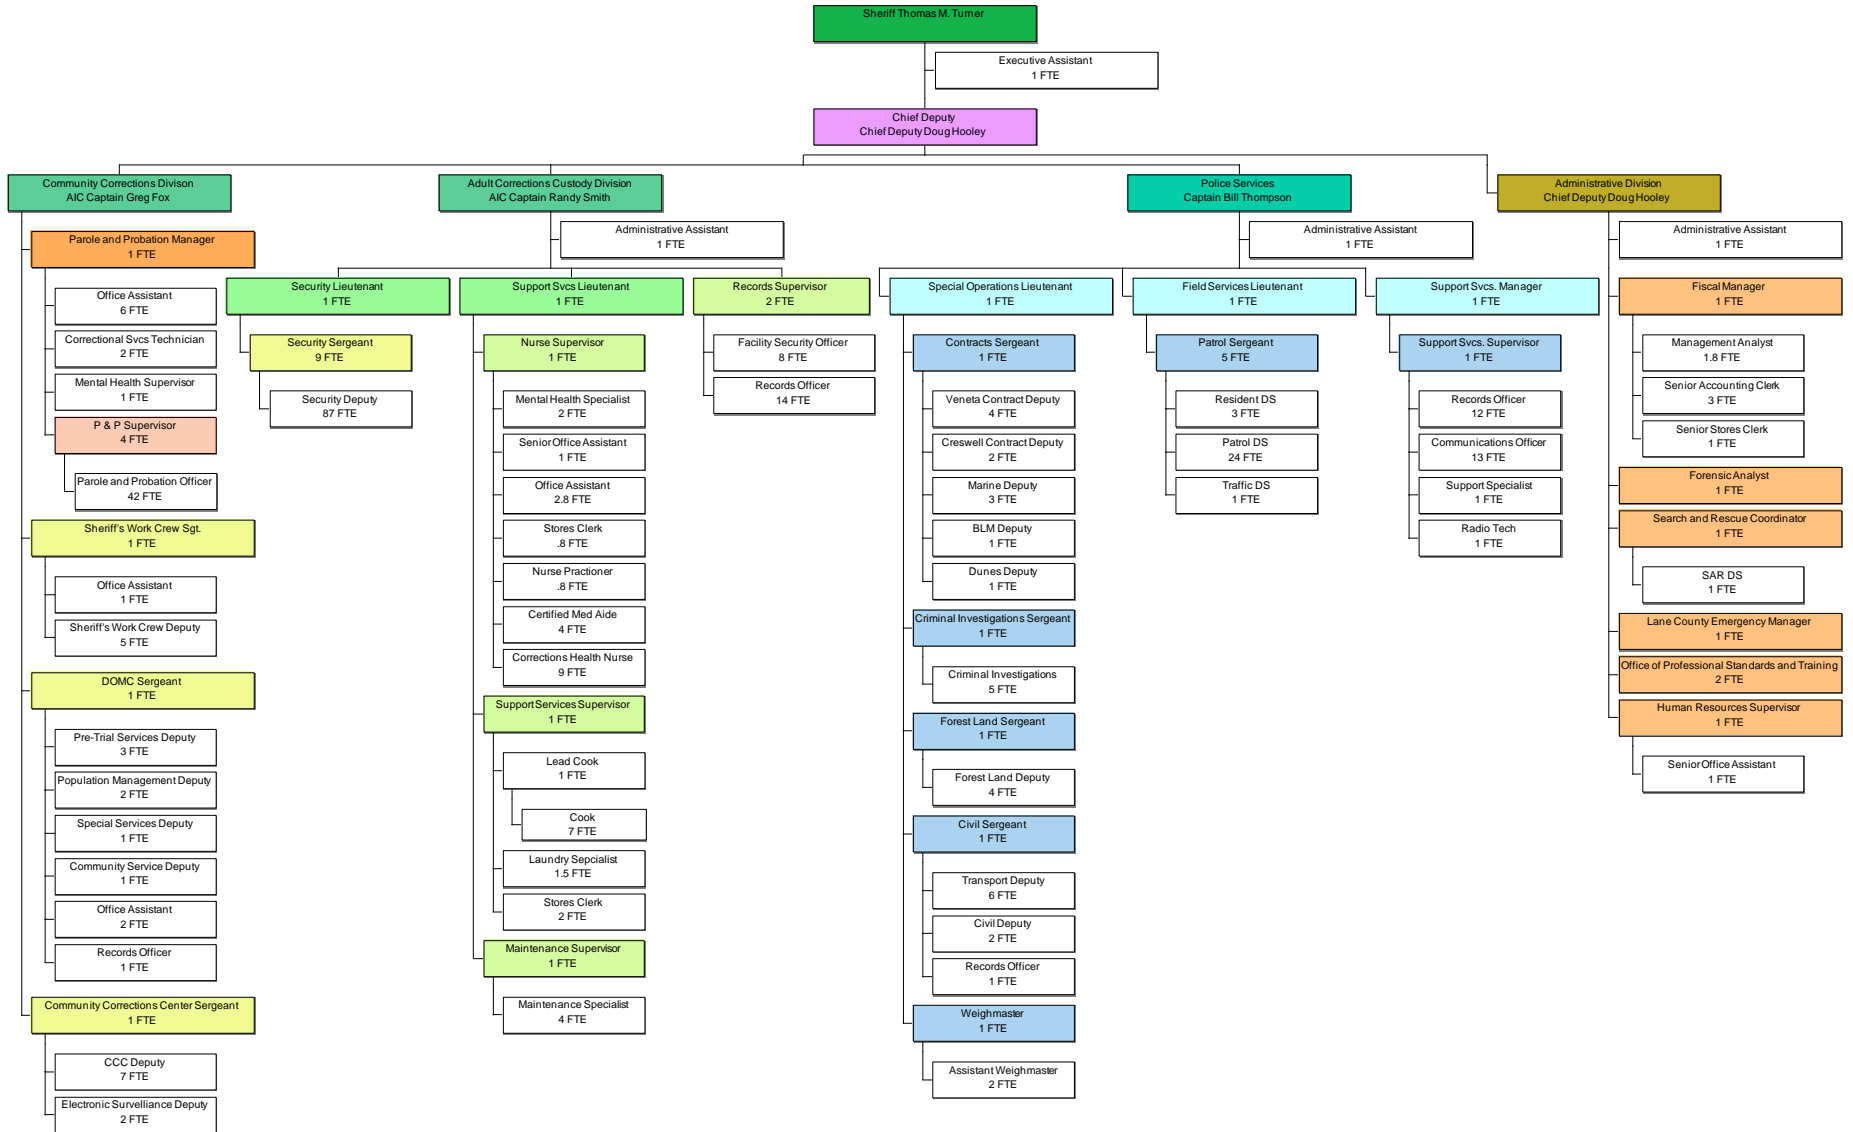 Sheriff Thomas M. Turner
Executive Assistant
1 FTE
Chief Deputy
Chief Deputy Doug Hooley
Community Corrections Divison
AIC Captain Greg Fox
Parole and Probation Manager
1 FTE
Office Assistant
6 FTE
Correctional Svcs Technician
2 FTE
Mental Health Supervisor
1 FTE
P & P Supervisor
4 FTE
Parole and Probation Officer
42 FTE
Sheriff's Work Crew Sgt.
1 FTE
Office Assistant
1 FTE
Sheriff's Work Crew Deputy
5 FTE
DOMC Sergeant
1 FTE
Pre-Trial Services Deputy
3 FTE
Population Management Deputy
2 FTE
Special Services Deputy
1 FTE
Community Service Deputy
1 FTE
Office Assistant
2 FTE
Records Officer
1 FTE
Community Corrections Center Sergeant
1 FTE
CCC Deputy
7 FTE
Electronic Survelliance Deputy
2 FTE
Adult Corrections Custody Division
AIC Captain Randy Smith
Administrative Assistant
1 FTE
Security Lieutenant
1 FTE
Security Sergeant
9 FTE
Security Deputy
87 FTE
Support Svcs Lieutenant
1 FTE
Nurse Supervisor
1 FTE
Mental Health Specialist
2 FTE
Senior Office Assistant
1 FTE
Office Assistant
2.8 FTE
Stores Clerk
.8 FTE
Nurse Practioner
.8 FTE
Certified Med Aide
4 FTE
Corrections Health Nurse
9 FTE
Support Services Supervisor
1 FTE
Lead Cook
1 FTE
Cook
7 FTE
Laundry Sepcialist
1.5 FTE
Stores Clerk
2 FTE
Maintenance Supervisor
1 FTE
Maintenance Specialist
4 FTE
Records Supervisor
2 FTE
Facility Security Officer
8 FTE
Records Officer
14 FTE
Police Services
Captain Bill Thompson
Administrative Assistant
1 FTE
Special Operations Lieutenant
1 FTE
Contracts Sergeant
1 FTE
Veneta Contract Deputy
4 FTE
Creswell Contract Deputy
2 FTE
Marine Deputy
3 FTE
BLM Deputy
1 FTE
Dunes Deputy
1 FTE
Criminal Investigations Sergeant
1 FTE
Criminal Investigations
5 FTE
Forest Land Sergeant
1 FTE
Forest Land Deputy
4 FTE
Civil Sergeant
1 FTE
Transport Deputy
6 FTE
Civil Deputy
2 FTE
Records Officer
1 FTE
Weighmaster
1 FTE
Assistant Weighmaster
2 FTE
Field Services Lieutenant
1 FTE
Patrol Sergeant
5 FTE
Resident DS
3 FTE
Patrol DS
24 FTE
Traffic DS
1 FTE
Support Svcs. Manager
1 FTE
Support Svcs. Supervisor
1 FTE
Records Officer
12 FTE
Communications Officer
13 FTE
Support Specialist
1 FTE
Radio Tech
1 FTE
Administrative Division
Chief Deputy Doug Hooley
Administrative Assistant
1 FTE
Fiscal Manager
1 FTE
Management Analyst
1.8 FTE
Senior Accounting Clerk
3 FTE
Senior Stores Clerk
1 FTE
Forensic Analyst
1 FTE
Search and Rescue Coordinator
1 FTE
SAR DS
1 FTE
Lane County Emergency Manager
1 FTE
Office of Professional Standards and Training
2 FTE
Human Resources Supervisor
1 FTE
Senior Office Assistant
1 FTE